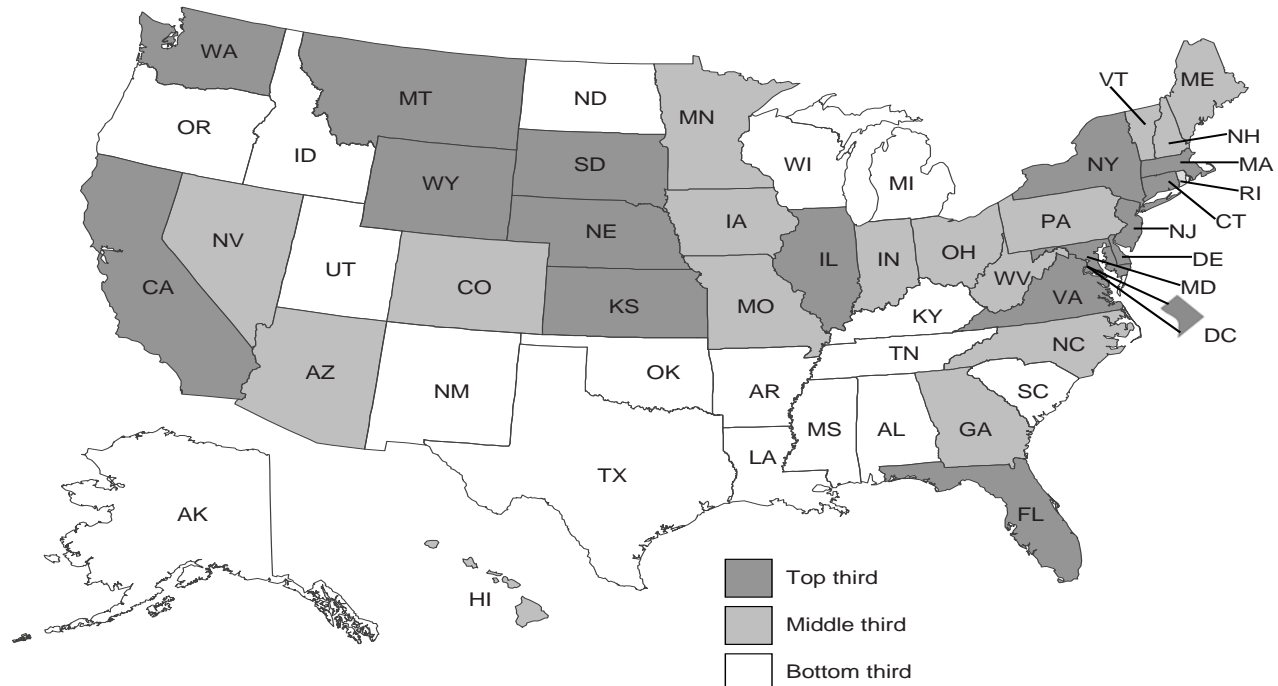 WA
MT
ND
MN
VT
ME
OR
ID
SD
WI
MI
NY
NH
MA
RI
CT
WY
NE
IA
PA
NJ
NV
UT
CO
IL
IN
OH
WV
DE
MD
CA
KS
MO
KY
VA
DC
AZ
NM
OK
AR
TN
NC
SC
MS
AL
GA
LA
TX
FL
AK
HI
Top third
Middle third
Bottom third